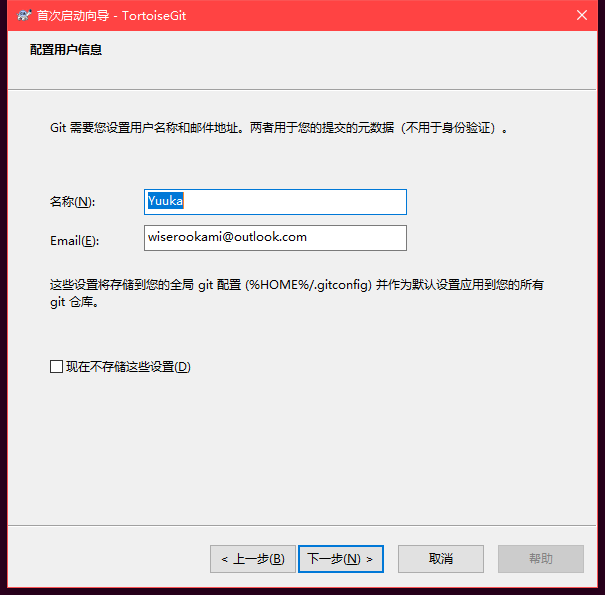 首次启动向导 - TortoiseGit
配置用户信息
Git 需要您设置用户名称和邮件地址。两者用于您的提交的元数据（不用于身份验证）。
名称(N):
Yuuka
Email(E):
wiserookami@outlook.com
这些设置将存储到您的全局 git 配置 (%HOME%/.gitconfig) 并作为默认设置应用到您的所有
git 仓库。
现在不存储这些设置(D)
< 上一步(B)
下一步(N) >
取消
帮助